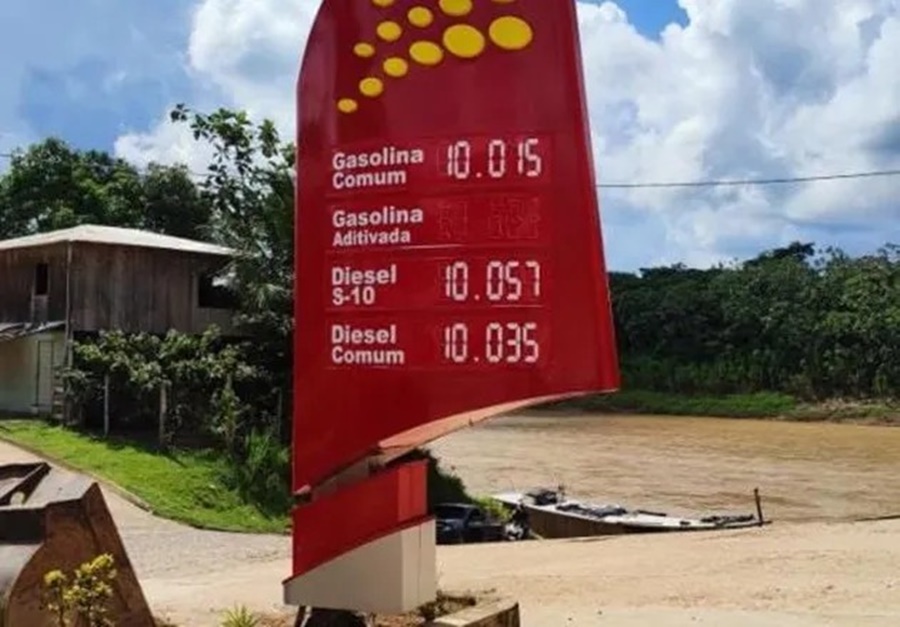 Gasolina
Comum 10.015
Gasolina
Aditivada
Diesel
S-10 10.057
Diesel
Comum 10.035